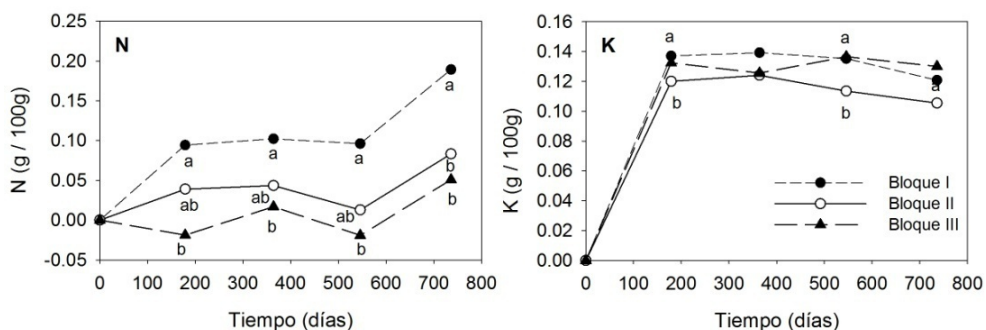 N
N (g / 100g)
0.25
0.20
0.15
0.10
0.05
0.00
-0.05
a
a
a
a
ab
ab
ab
b
b
b
b
b
0 100 200 300 400 500 600 700 800
Tiempo (días)
K
K (g / 100g)
0.16
0.14
0.12
0.10
0.08
0.06
0.04
0.02
0.00
a
a
a
b
b
Bloque I
Bloque II
Bloque III
0 100 200 300 400 500 600 700 800
Tiempo (días)